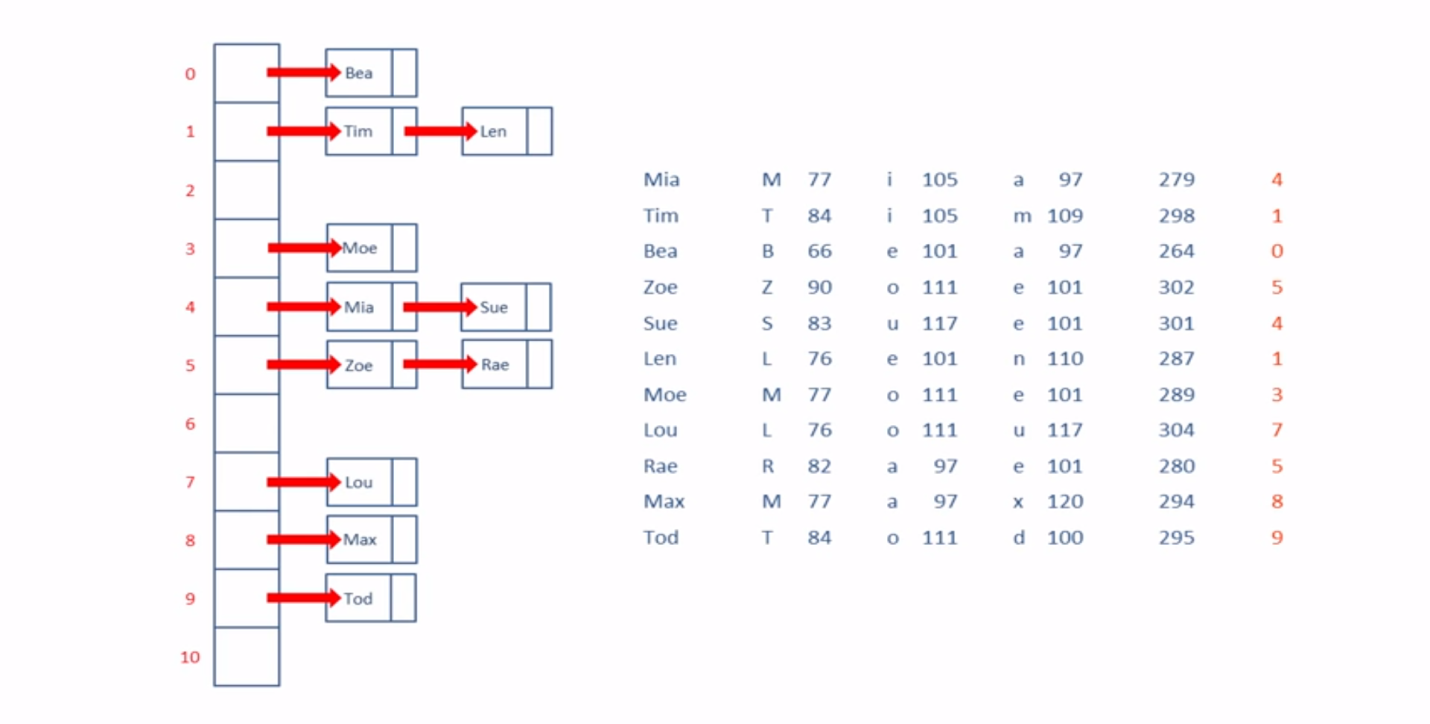 0 Bea
1 Tim Len
2
3 Moe
4 Mia Sue
5 Zoe Rae
6
7 Lou
8 Max
9 Tod
10
Mia M 77 i 105 a 97 279 4
Tim T 84 i 105 m 109 298 1
Bea B 66 e 101 a 97 264 0
Zoe Z 90 o 111 e 101 302 5
Sue S 83 u 117 e 101 301 4
Len L 76 e 101 n 110 287 1
Moe M 77 o 111 e 101 289 3
Lou L 76 o 111 u 117 304 7
Rae R 82 a 97 e 101 280 5
Max M 77 a 97 x 120 294 8
Tod T 84 o 111 d 100 295 9